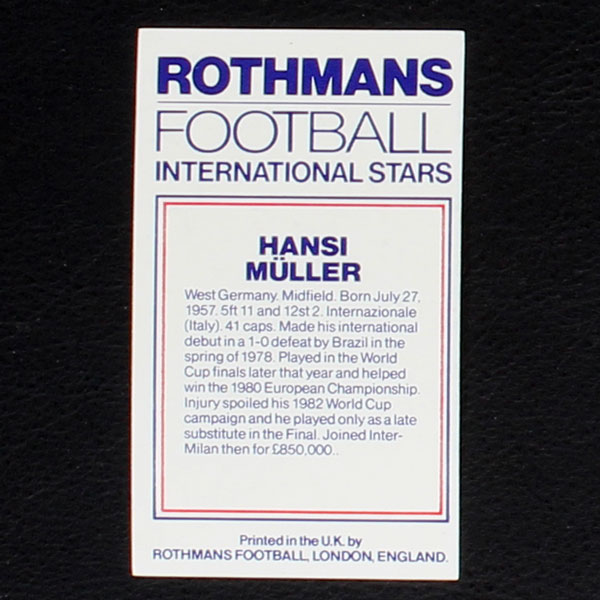 ROTHMANS
FOOTBALL
INTERNATIONAL STARS
HANSI
MÜLLER
West Germany. Midfield. Born July 27,
1957. 5ft 11 and 12st 2. Internazionale
(Italy). 41 caps. Made his international
debut in a 1-0 defeat by Brazil in the
spring of 1978. Played in the World
Cup finals later that year and helped
win the 1980 European Championship.
Injury spoiled his 1982 World Cup
campaign and he played only as a late
substitute in the Final. Joined Inter-
Milan then for £850,000..
Printed in the U.K. by
ROTHMANS FOOTBALL, LONDON, ENGLAND.